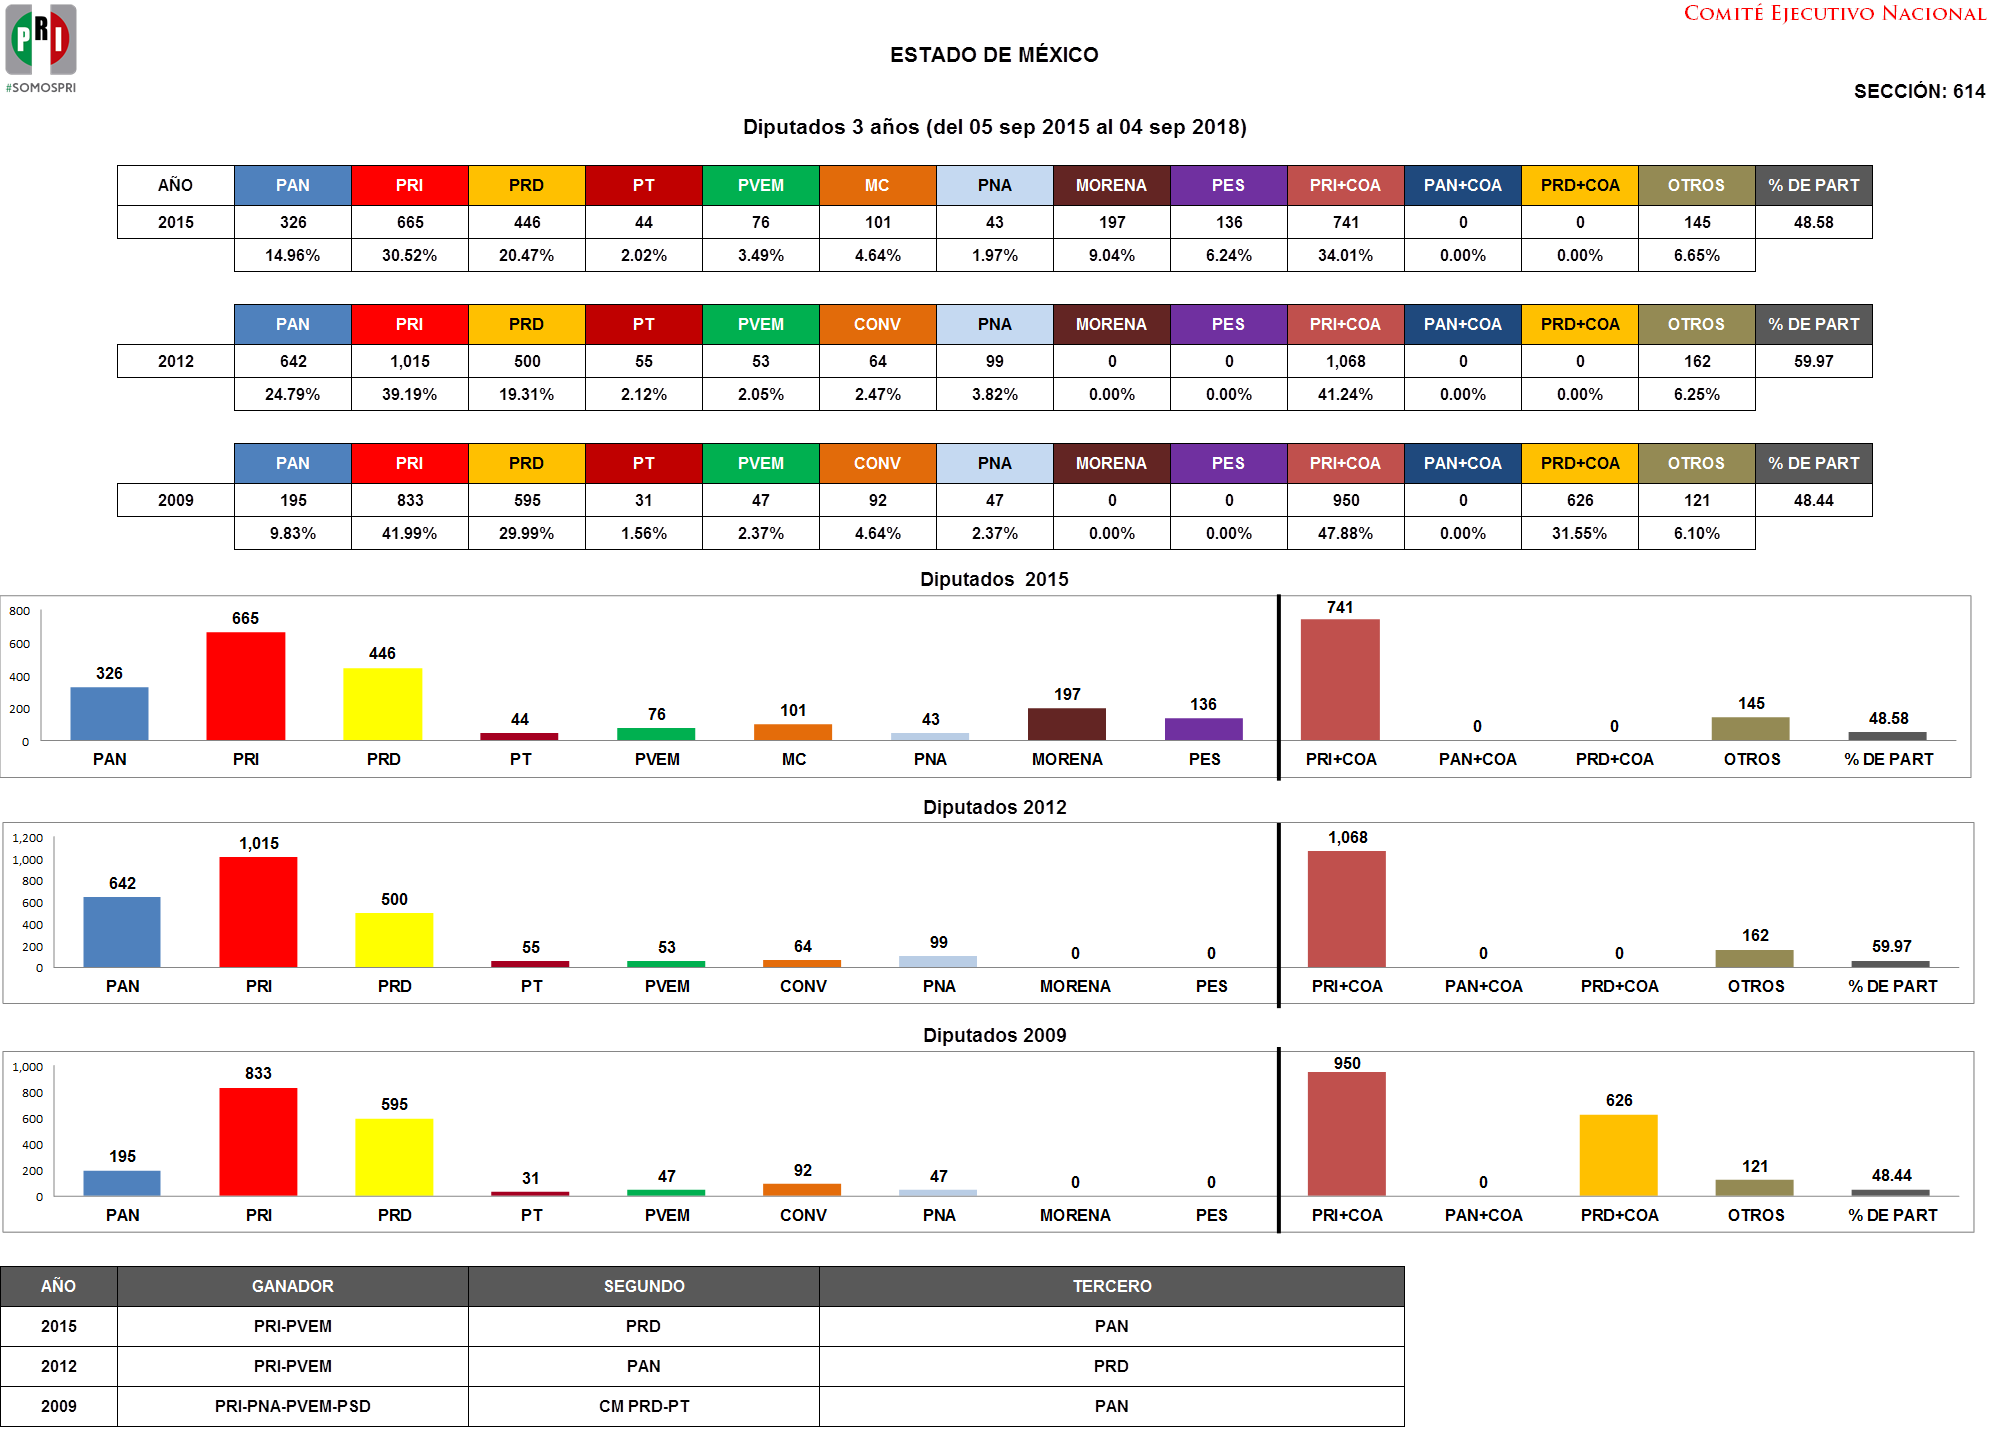 PRI
#SOMOSPRI
COMITÉ EJECUTIVO NACIONAL
ESTADO DE MÉXICO
SECCIÓN: 614
Diputados 3 años (del 05 sep 2015 al 04 sep 2018)
AÑO PAN PRI PRD PT PVEM MC PNA MORENA PES PRI+COA PAN+COA PRD+COA OTROS % DE PART
2015 326 665 446 44 76 101 43 197 136 741 0 0 145 48.58
14.96% 30.52% 20.47% 2.02% 3.49% 4.64% 1.97% 9.04% 6.24% 34.01% 0.00% 0.00% 6.65%
PAN PRI PRD PT PVEM CONV PNA MORENA PES PRI+COA PAN+COA PRD+COA OTROS % DE PART
2012 642 1,015 500 55 53 64 99 0 0 1,068 0 0 162 59.97
24.79% 39.19% 19.31% 2.12% 2.05% 2.47% 3.82% 0.00% 0.00% 41.24% 0.00% 0.00% 6.25%
PAN PRI PRD PT PVEM CONV PNA MORENA PES PRI+COA PAN+COA PRD+COA OTROS % DE PART
2009 195 833 595 31 47 92 47 0 0 950 0 626 121 48.44
9.83% 41.99% 29.99% 1.56% 2.37% 4.64% 2.37% 0.00% 0.00% 47.88% 0.00% 31.55% 6.10%
Diputados 2015
800
600
400
200
0
326 665 446 44 76 101 43 197 136 741 0 0 145 48.58
PAN PRI PRD PT PVEM MC PNA MORENA PES PRI+COA PAN+COA PRD+COA OTROS % DE PART
Diputados 2012
1,200
1,000
800
600
400
200
0
642 1,015 500 55 53 64 99 0 0 1,068 0 0 162 59.97
PAN PRI PRD PT PVEM CONV PNA MORENA PES PRI+COA PAN+COA PRD+COA OTROS % DE PART
Diputados 2009
1,000
800
600
400
200
0
195 833 595 31 47 92 47 0 0 950 0 626 121 48.44
PAN PRI PRD PT PVEM CONV PNA MORENA PES PRI+COA PAN+COA PRD+COA OTROS % DE PART
AÑO GANADOR SEGUNDO TERCERO
2015 PRI-PVEM PRD PAN
2012 PRI-PVEM PAN PRD
2009 PRI-PNA-PVEM-PSD CM PRD-PT PAN